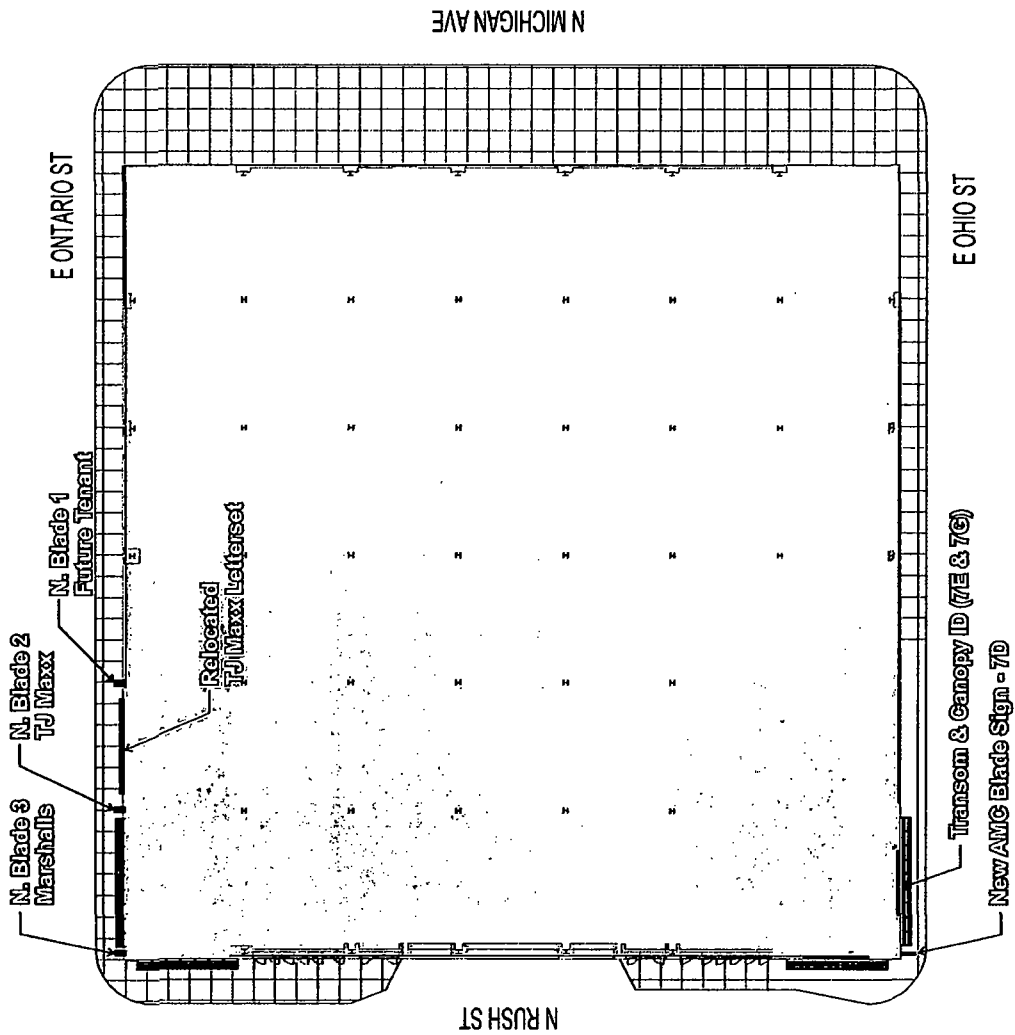 N MICHIGAN AVE
E ONTARIO ST
E OHIO ST
N RUSH ST
N. Blade 1
Future Tenant
N. Blade 2
TJ Maxx
N. Blade 3
Marshalls
Relocated
TJ Maxx Letterset
Transom & Canopy ID (7E & 7G)
New AMC Blade Sign - 7D